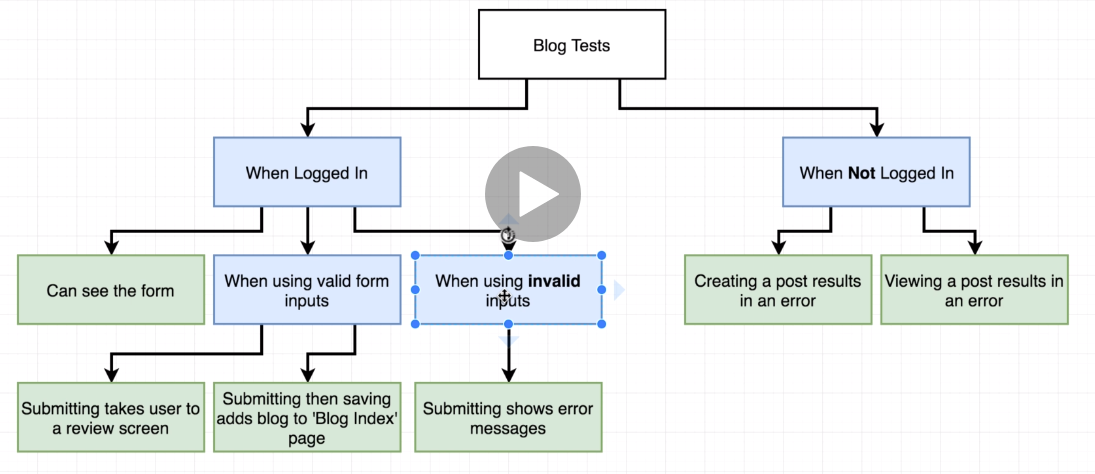 Blog Tests
When Logged In
When Not Logged In
Can see the form
When using valid form
inputs
When using invalid
inputs
Creating a post results
in an error
Viewing a post results in
an error
Submitting takes user to
a review screen
Submitting then saving
adds blog to 'Blog Index'
page
Submitting shows error
messages